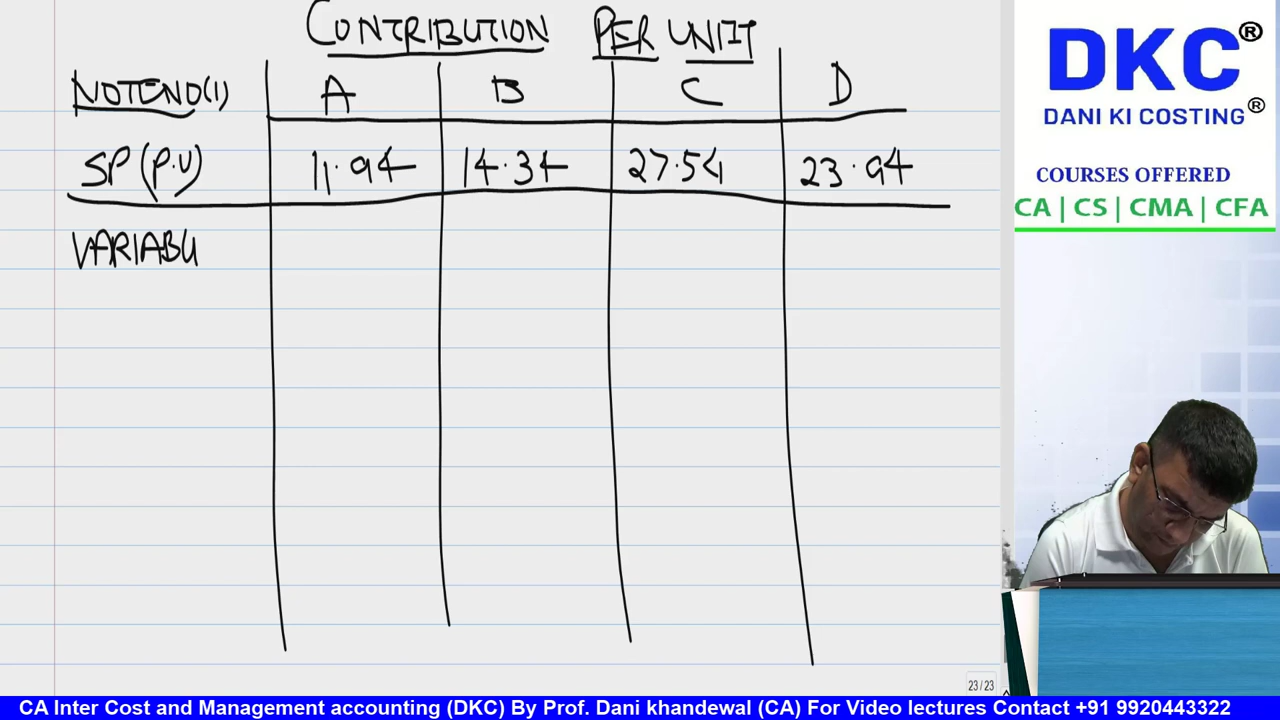 CONTRIBUTION PER UNIT
NOTENO(1) A B C D
SP (P.U) 11.94 14.34 27.54 23.94
VARIABL
DKC®
DANI KI COSTING®
COURSES OFFERED
CA | CS | CMA | CFA
23 / 23
CA Inter Cost and Management accounting (DKC) By Prof. Dani khandewal (CA) For Video lectures Contact +91 9920443322